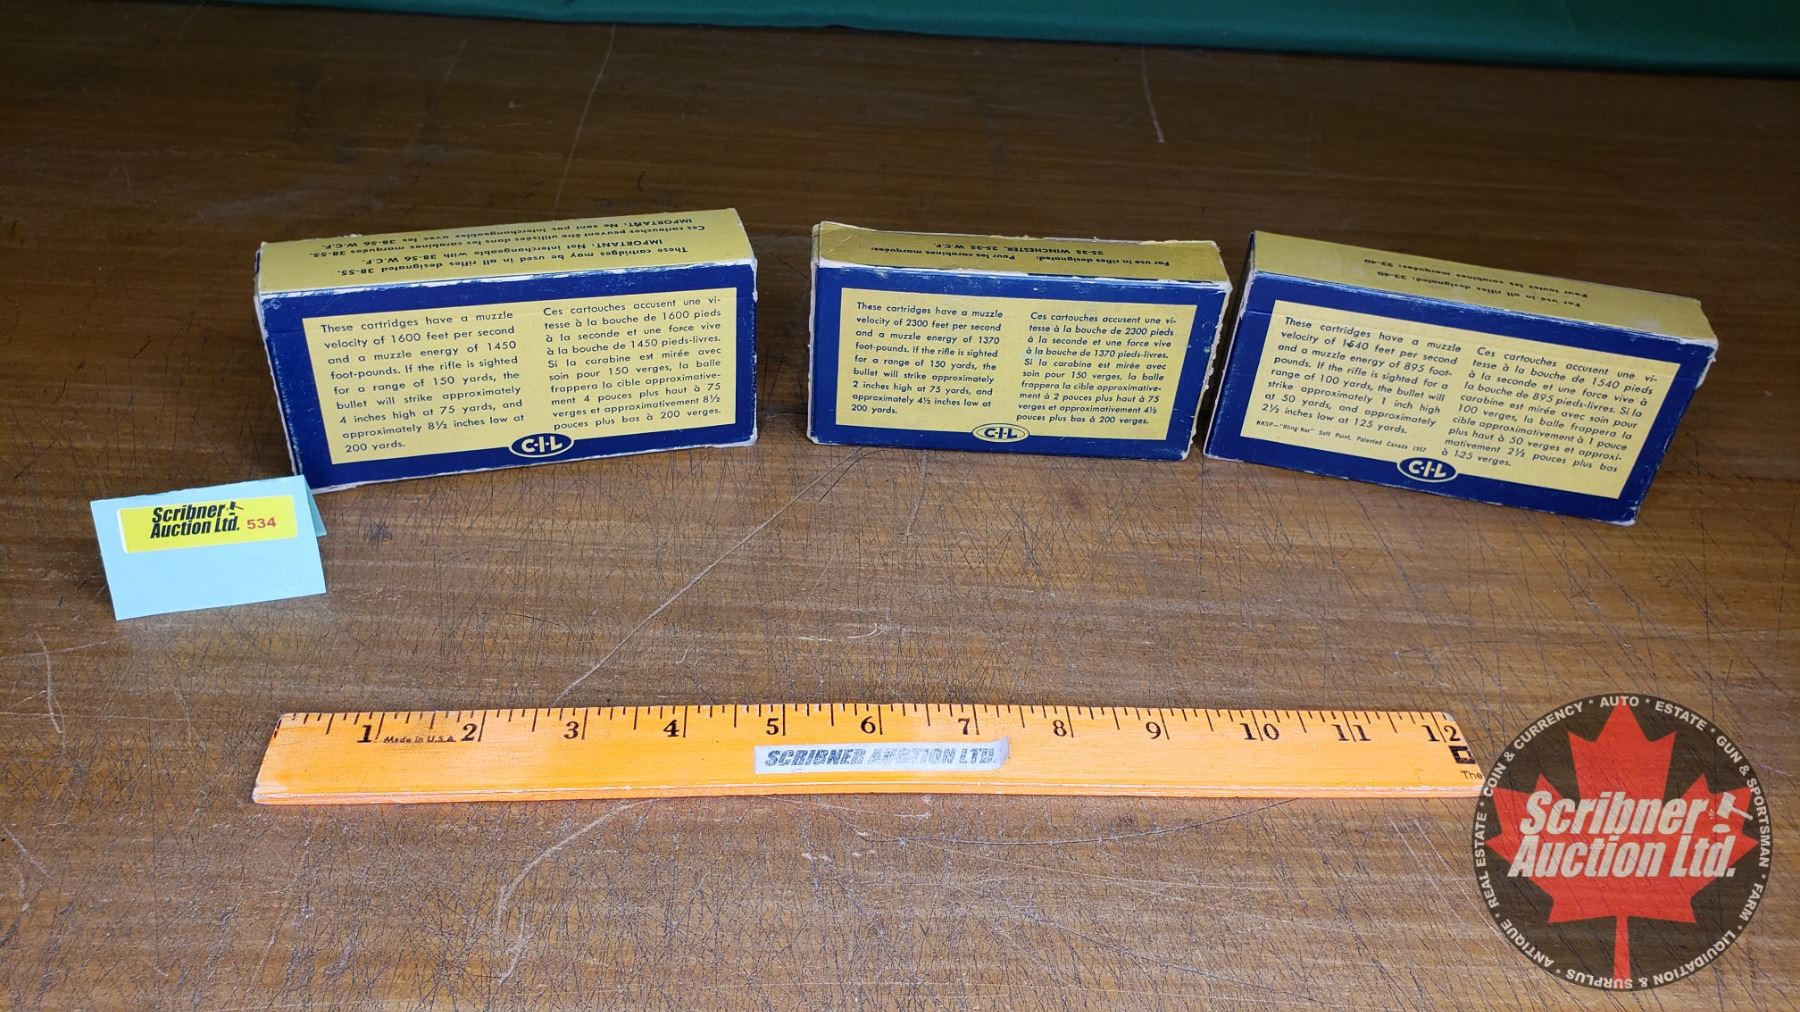 IMPORTANT: Ne sont pas interchangeables avec les 38-56 W.C.F.
Ces cartouches peuvent être utilisées dans les carabines marquées 38-55.
IMPORTANT: Not interchangeable with 38-56 W.C.F.
These cartridges may be used in all rifles designated 38-55.
These cartridges have a muzzle
velocity of 1600 feet per second
and a muzzle energy of 1450
foot-pounds. If the rifle is sighted
for a range of 150 yards, the
bullet will strike approximately
4 inches high at 75 yards, and
approximately 8½ inches low at
200 yards.
Ces cartouches accusent une vi-
tesse à la bouche de 1600 pieds
à la seconde et une force vive
à la bouche de 1450 pieds-livres.
Si la carabine est mirée avec
soin pour 150 verges, la balle
frappera la cible approximative-
ment 4 pouces plus haut à 75
verges et approximativement 8½
pouces plus bas à 200 verges.
C-I-L
25-35 WINCHESTER, 25-35 W.C.F.
Pour les carabines marquées:
For use in rifles designated:
These cartridges have a muzzle
velocity of 2300 feet per second
and a muzzle energy of 1370
foot-pounds. If the rifle is sighted
for a range of 150 yards, the
bullet will strike approximately
2 inches high at 75 yards, and
approximately 4½ inches low at
200 yards.
Ces cartouches accusent une vi-
tesse à la bouche de 2300 pieds
à la seconde et une force vive
à la bouche de 1370 pieds-livres.
Si la carabine est mirée avec
soin pour 150 verges, la balle
frappera la cible approximative-
ment à 2 pouces plus haut à 75
verges et approximativement 4½
pouces plus bas à 200 verges.
C-I-L
Pour toutes les carabines marquées: 32-40
For use in all rifles designated: 32-40
These cartridges have a muzzle
velocity of 1540 feet per second
and a muzzle energy of 895 foot-
pounds. If the rifle is sighted for a
range of 100 yards, the bullet will
strike approximately 1 inch high
at 50 yards, and approximately
2½ inches low at 125 yards.
KKSP—"Kling-Kor" Soft Point, Patented Canada 1952
Ces cartouches accusent une vi-
tesse à la bouche de 1540 pieds
à la seconde et une force vive à
la bouche de 895 pieds-livres. Si la
carabine est mirée avec soin pour
100 verges, la balle frappera la
cible approximativement à 1 pouce
plus haut à 50 verges et approxi-
mativement 2½ pouces plus bas
à 125 verges.
C-I-L
Scribner
Auction Ltd. 534
1 2 3 4 5 6 7 8 9 10 11 12
Made in U.S.A.
SCRIBNER AUCTION LTD.
The
COIN & CURRENCY * AUTO * ESTATE * GUN & SPORTSMAN * FARM * LIQUIDATION & SURPLUS * ANTIQUE * REAL ESTATE *
Scribner
Auction Ltd.